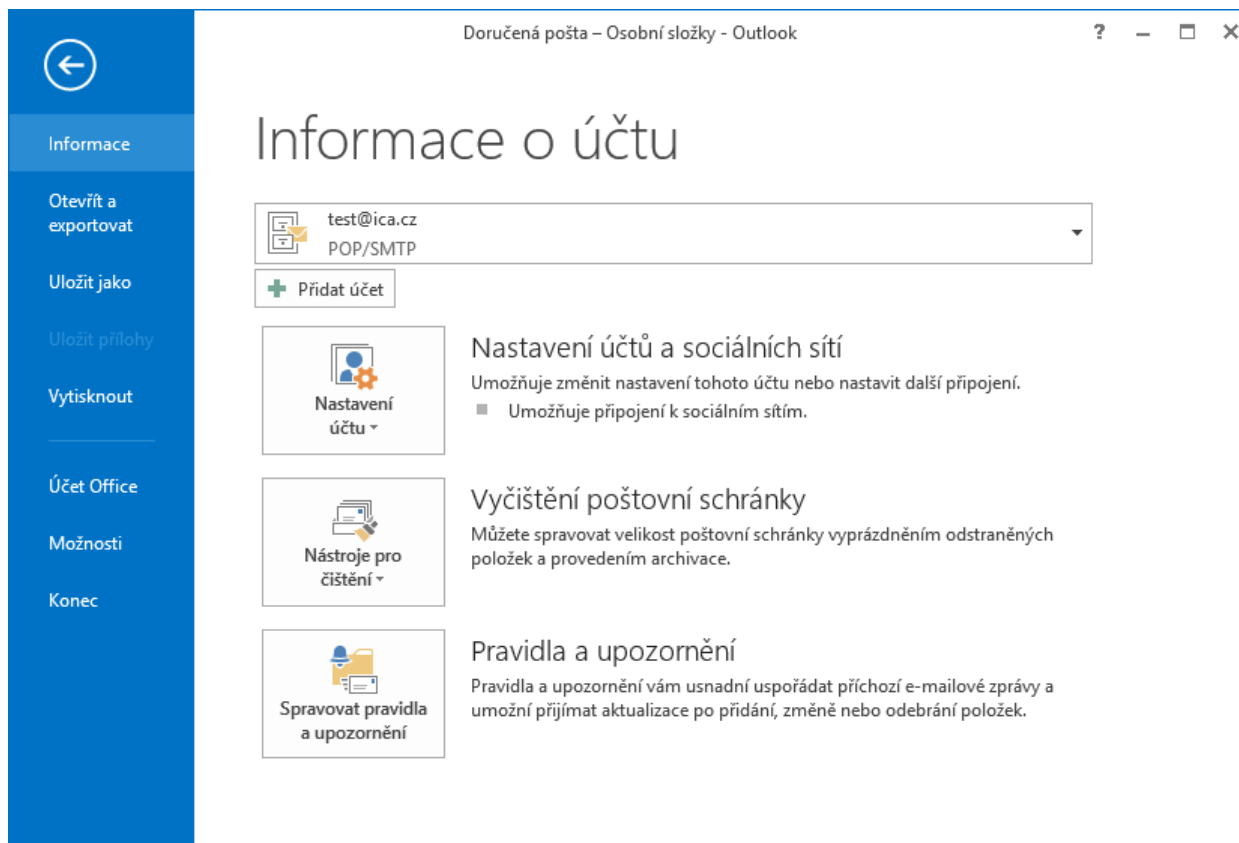 Doručená pošta – Osobní složky - Outlook
?
Informace
Otevřít a
exportovat
Uložit jako
Uložit přílohy
Vytisknout
Účet Office
Možnosti
Konec
Informace o účtu
test@ica.cz
POP/SMTP
Přidat účet
Nastavení
účtu
Nastavení účtů a sociálních sítí
Umožňuje změnit nastavení tohoto účtu nebo nastavit další připojení.
Umožňuje připojení k sociálním sítím.
Nástroje pro
čištění
Vyčištění poštovní schránky
Můžete spravovat velikost poštovní schránky vyprázdněním odstraněných
položek a provedením archivace.
Spravovat pravidla
a upozornění
Pravidla a upozornění
Pravidla a upozornění vám usnadní uspořádat příchozí e-mailové zprávy a
umožní přijímat aktualizace po přidání, změně nebo odebrání položek.